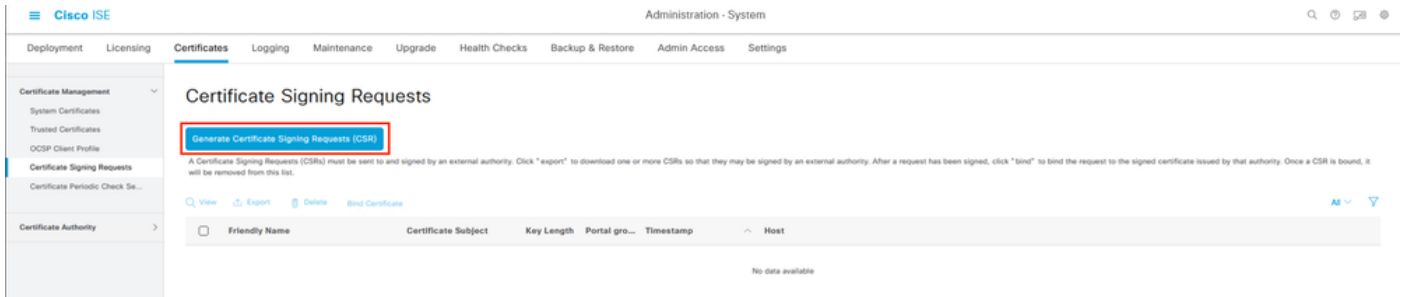 Cisco ISE
Administration - System
Deployment Licensing Certificates Logging Maintenance Upgrade Health Checks Backup & Restore Admin Access Settings
Certificate Management
System Certificates
Trusted Certificates
OCSP Client Profile
Certificate Signing Requests
Certificate Periodic Check Se...
Certificate Authority
Certificate Signing Requests
Generate Certificate Signing Requests (CSR)
A Certificate Signing Requests (CSRs) must be sent to and signed by an external authority. Click "export" to download one or more CSRs so that they may be signed by an external authority. After a request has been signed, click "bind" to bind the request to the signed certificate issued by that authority. Once a CSR is bound, it
will be removed from this list.
View Export Delete Bind Certificate
All
Friendly Name Certificate Subject Key Length Portal gro... Timestamp Host
No data available